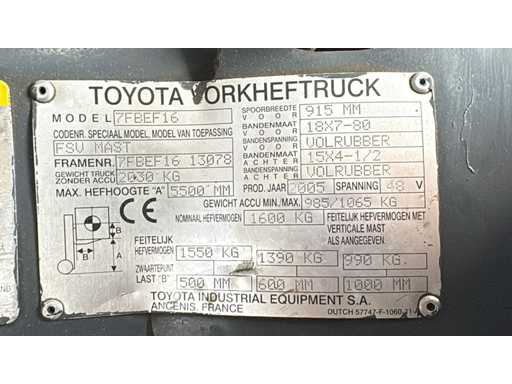 TOYOTA VORKHEFTRUCK
MODEL 7FBEF16
SPOORBREEDTE VOOR 915 MM
CODENR. SPECIAAL MODEL, MODEL VAN TOEPASSING
BANDENMAAT VOOR 18X7-80
FSV MAST
BANDENMAAT VOOR VOLRUBBER
FRAMENR. 7FBEF16 13078
BANDENMAAT ACHTER 15X4-1/2
GEWICHT TRUCK ZONDER ACCU 2030 KG
BANDENMAAT ACHTER VOLRUBBER
MAX. HEFHOOGTE "A" 5500 MM
PROD. JAAR 2005 SPANNING 48 V
GEWICHT ACCU MIN./MAX. 985/1065 KG
CE
NOMINAAL HEFVERMOGEN 1600 KG
FEITELIJK HEFVERMOGEN MET
VERTICALE MAST
ALS AANGEGEVEN:
B
B
A
FEITELIJK
HEFVERMOGEN 1550 KG 1390 KG 990 KG
ZWAARTEPUNT
LAST "B" 500 MM 600 MM 1000 MM
TOYOTA INDUSTRIAL EQUIPMENT S.A.
ANCENIS, FRANCE
DUTCH 57747-F-1060-71-A